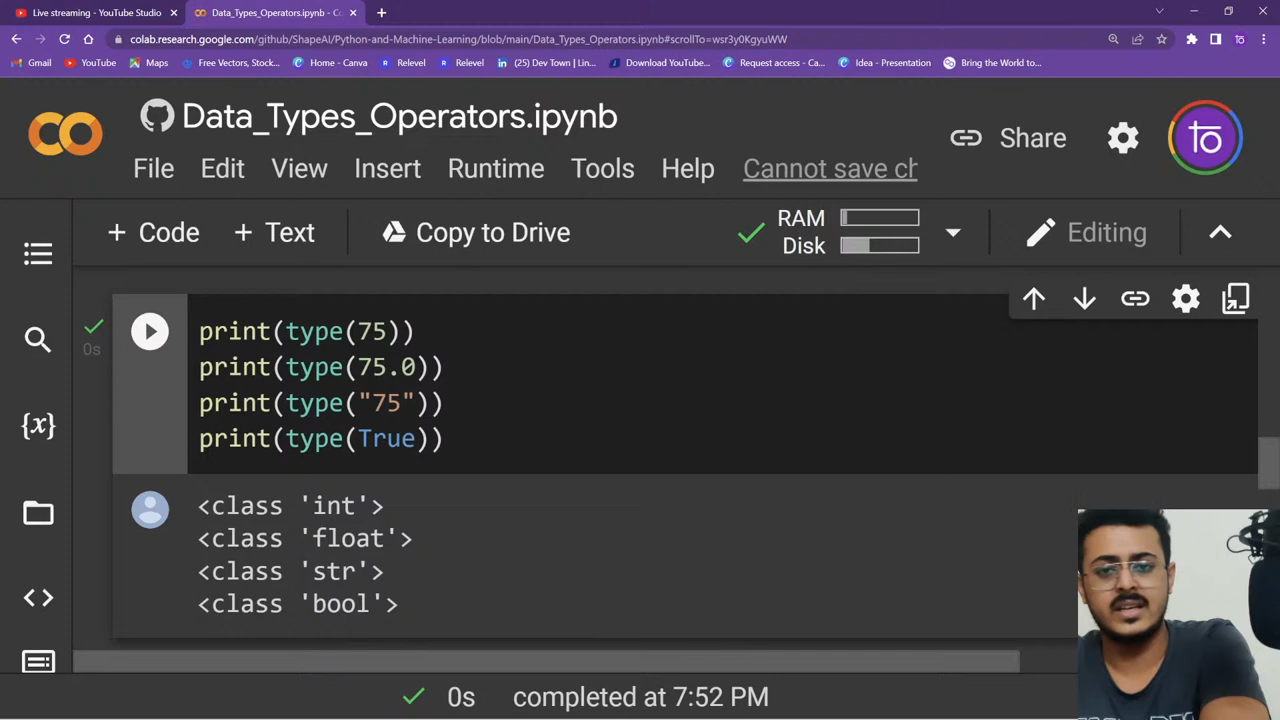 Live streaming - YouTube Studio
Data_Types_Operators.ipynb - Co
colab.research.google.com/github/ShapeAI/Python-and-Machine-Learning/blob/main/Data_Types_Operators.ipynb#scrollTo=wsr3y0KgyuWW
Gmail YouTube Maps Free Vectors, Stock... Home - Canva Relevel Relevel (25) Dev Town | Lin... Download YouTube... Request access - Ca... Idea - Presentation Bring the World to...
Data_Types_Operators.ipynb
Share
File Edit View Insert Runtime Tools Help Cannot save ch
+ Code + Text Copy to Drive
RAM
Disk
Editing
0s
print(type(75))
print(type(75.0))
print(type("75"))
print(type(True))
{x}
<class 'int'>
<class 'float'>
<class 'str'>
<class 'bool'>
0s completed at 7:52 PM